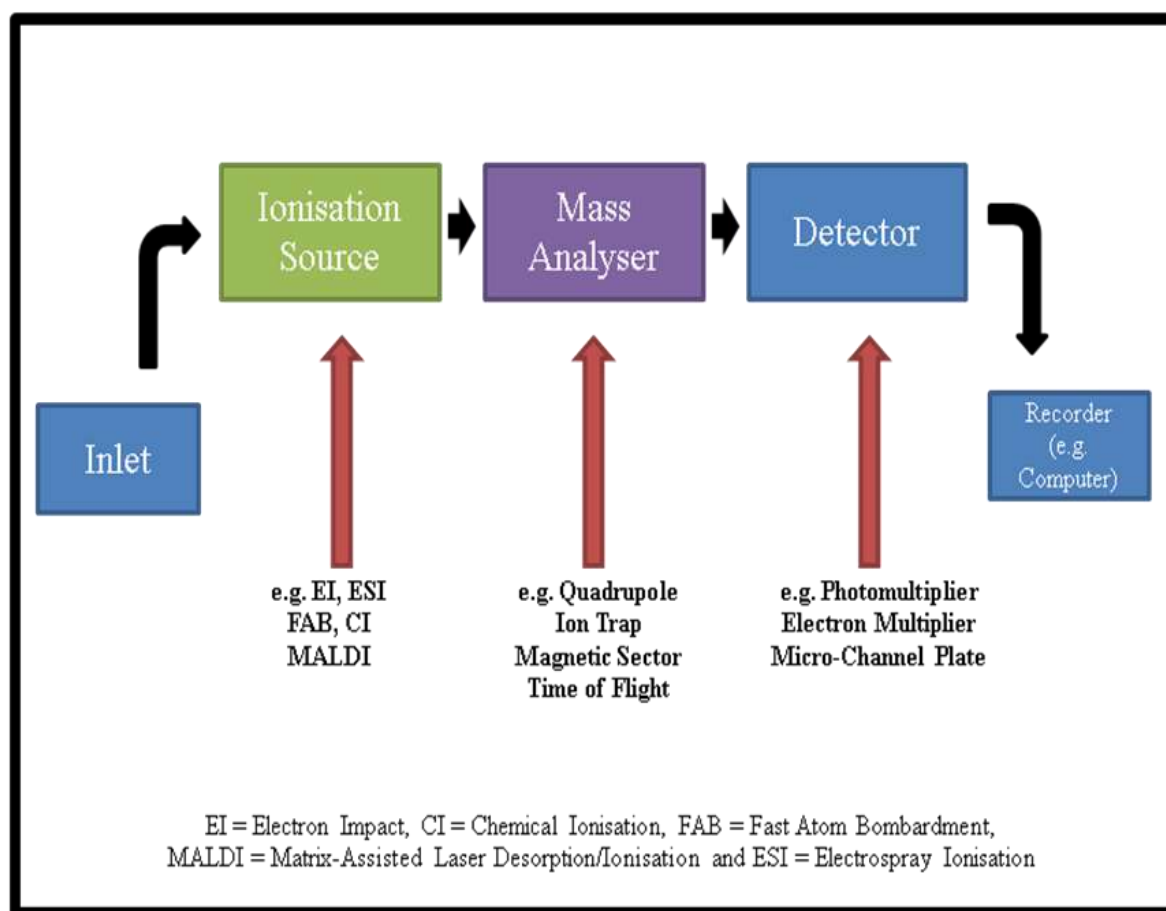 Ionisation
Source
Mass
Analyser
Detector
Inlet
Recorder
(e.g.
Computer)
e.g. EI, ESI
FAB, CI
MALDI
e.g. Quadrupole
Ion Trap
Magnetic Sector
Time of Flight
e.g. Photomultiplier
Electron Multiplier
Micro-Channel Plate
EI = Electron Impact, CI = Chemical Ionisation, FAB = Fast Atom Bombardment,
MALDI = Matrix-Assisted Laser Desorption/Ionisation and ESI = Electrospray Ionisation